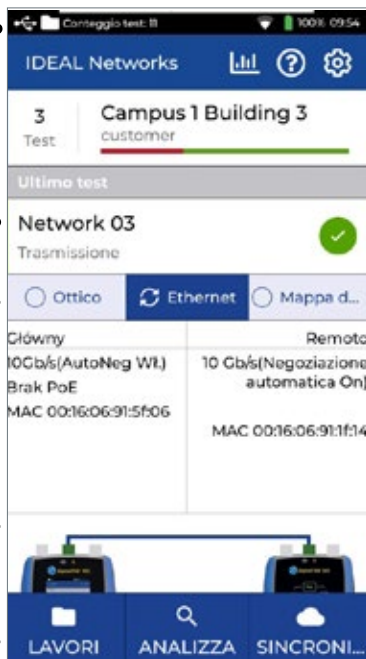 Conteggio test: 11
100% 09:54
IDEAL Networks
3
Test
Campus 1 Building 3
customer
Ultimo test
Network 03
Trasmissione
Ottico
Ethernet
Mappa d...
Główny
10Gb/s(AutoNeg Wł.)
Brak PoE
MAC 00:16:06:91:5f:06
Remoto
10 Gb/s(Negoziazione
automatica On)
MAC 00:16:06:91:1f:14
LAVORI
ANALIZZA
SINCRONI...